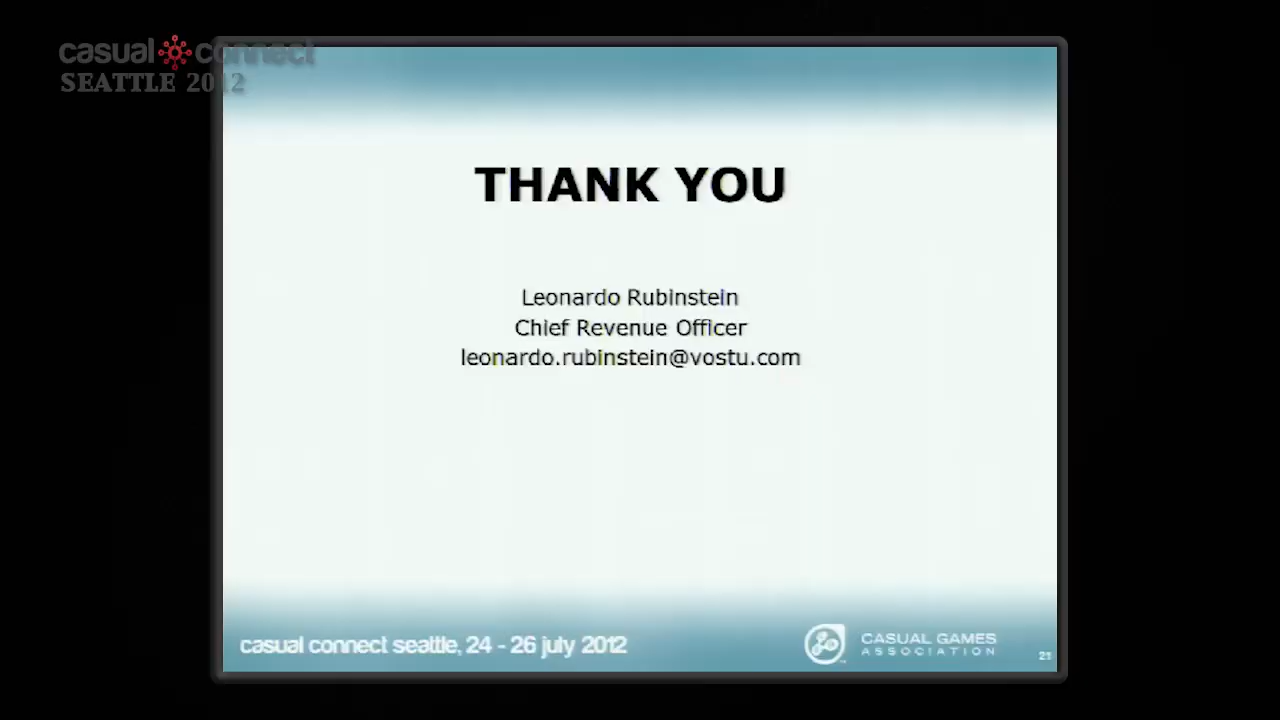 casual connect
SEATTLE 2012
THANK YOU
Leonardo Rubinstein
Chief Revenue Officer
leonardo.rubinstein@vostu.com
casual connect seattle, 24 - 26 july 2012
CASUAL GAMES
ASSOCIATION
21